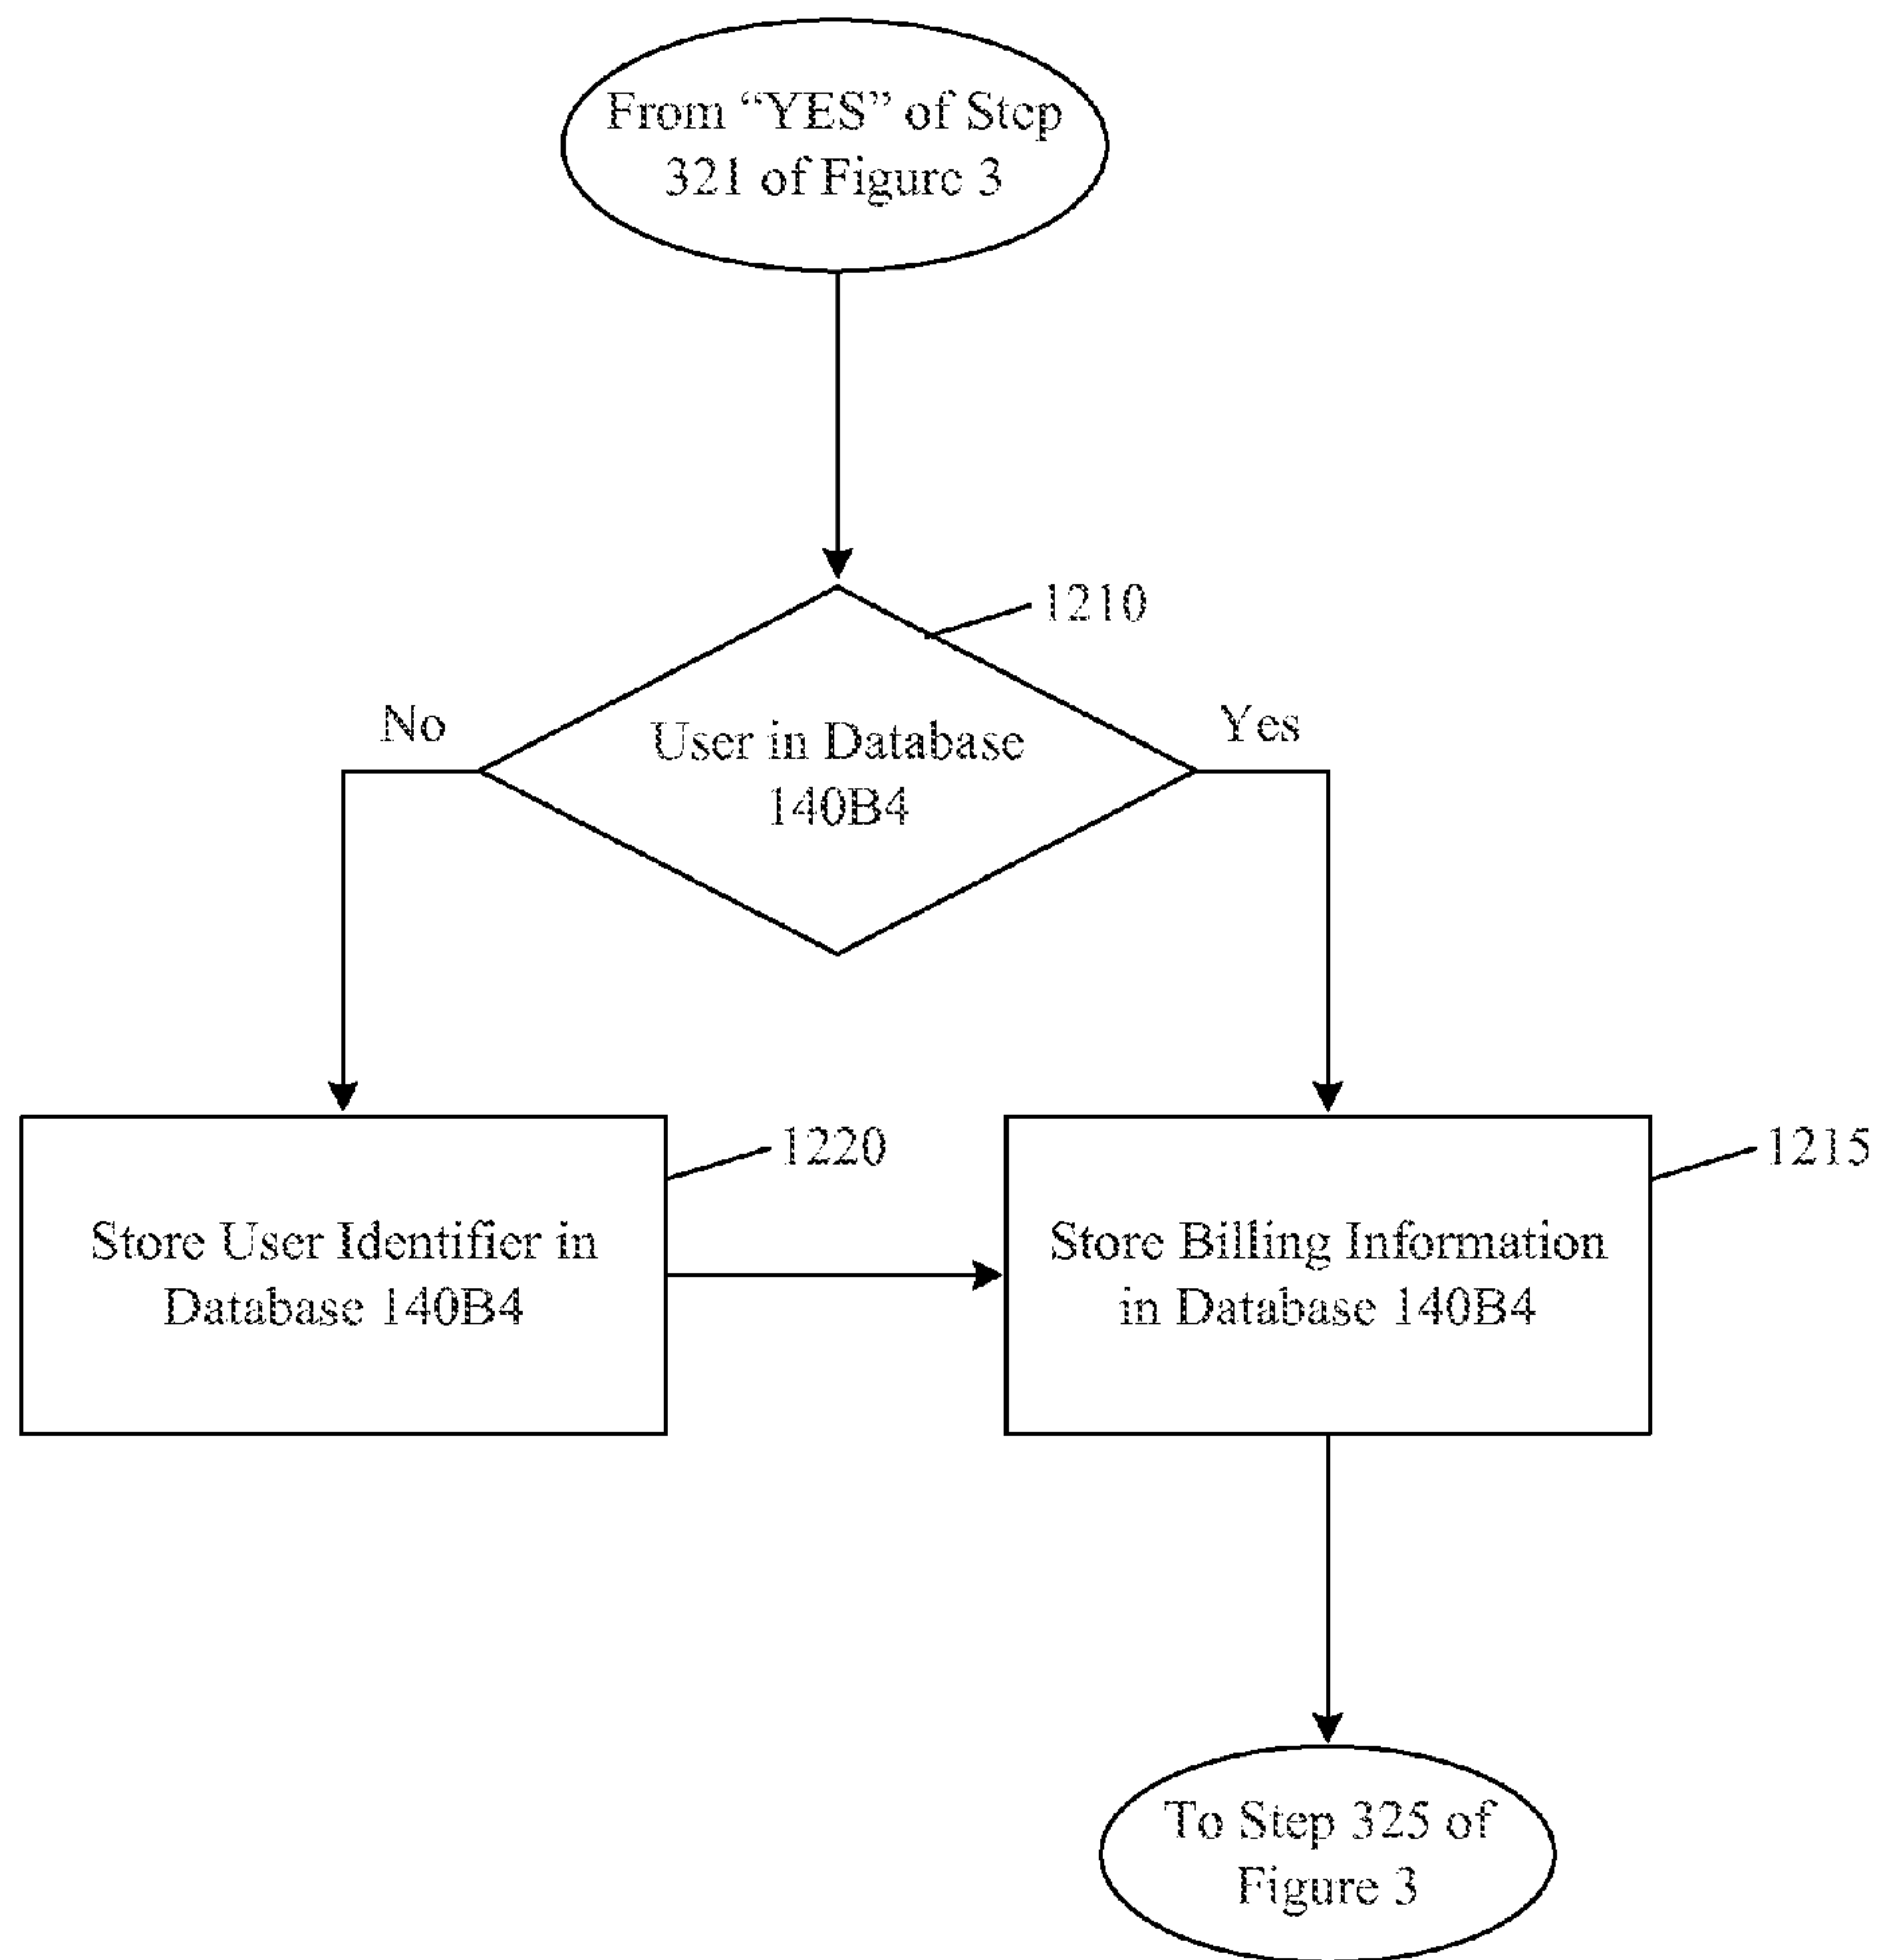 From “YES” of Step
321 of Figure 3
1210
No
Yes
User in Database
140B4
1220
1215
Store User Identifier in
Database 140B4
Store Billing Information
in Database 140B4
To Step 325 of
Figure 3